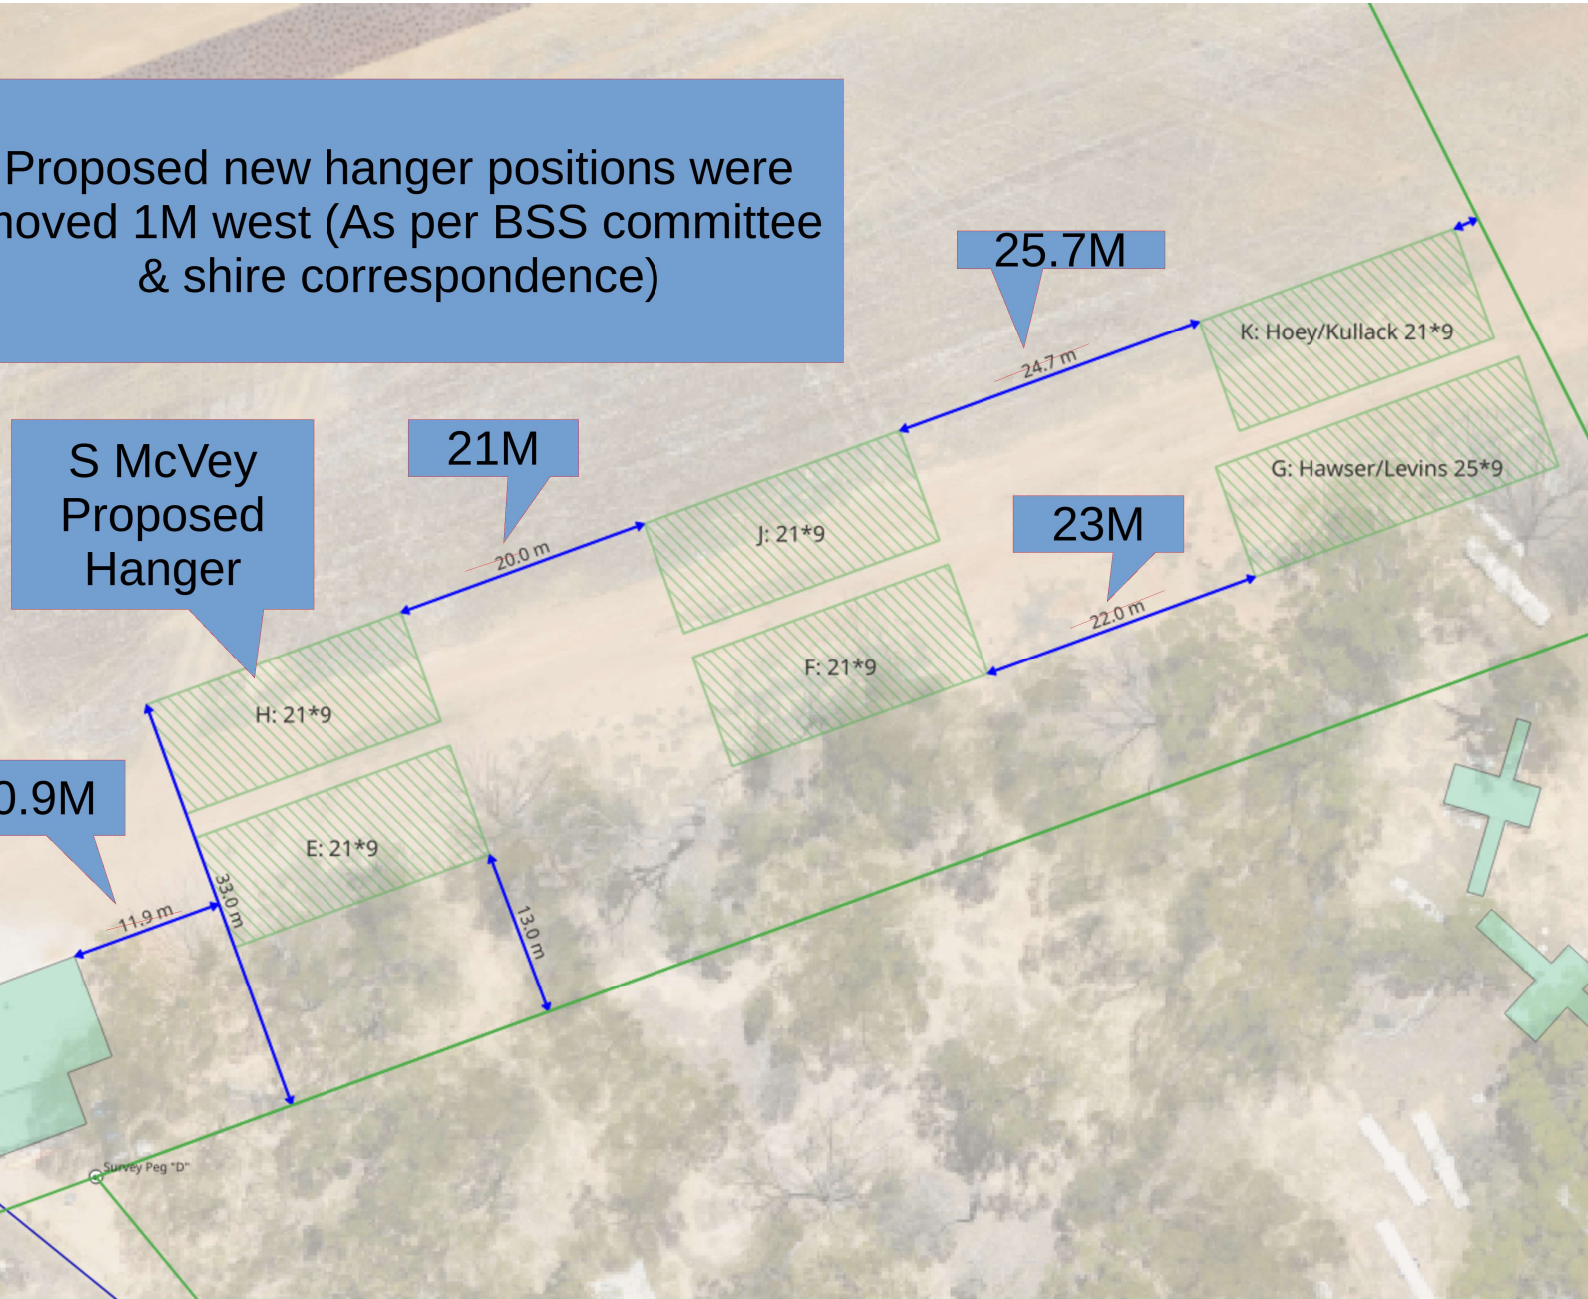 Proposed new hanger positions were
moved 1M west (As per BSS committee
& shire correspondence)
25.7M
24.7 m
K: Hoey/Kullack 21*9
S McVey
Proposed
Hanger
21M
20.0 m
J: 21*9
G: Hawser/Levins 25*9
23M
22.0 m
F: 21*9
H: 21*9
0.9M
E: 21*9
33.0 m
11.9 m
13.0 m
Survey Peg "D"